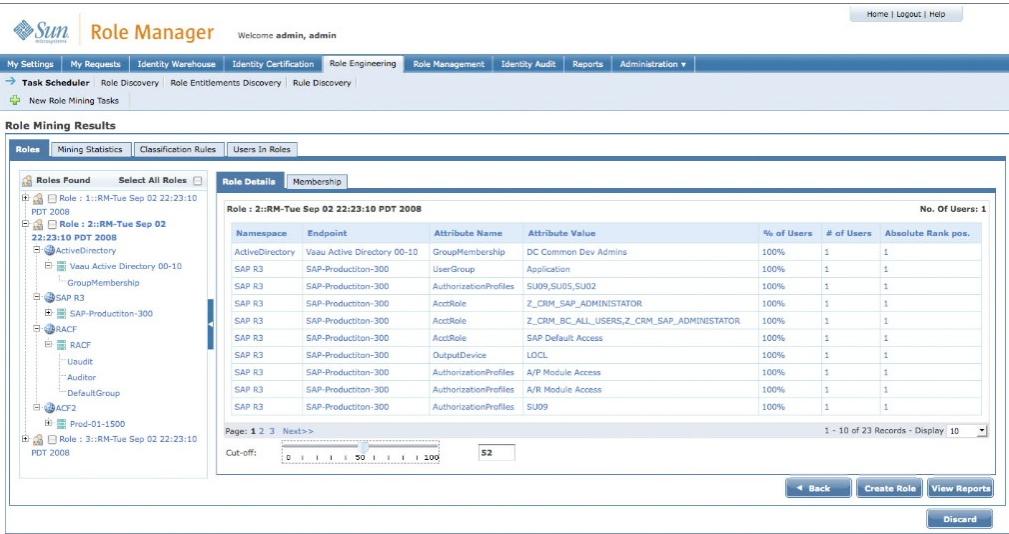 Home | Logout | Help
Sun
microsystems
Role Manager
Welcome admin, admin
My Settings My Requests Identity Warehouse Identity Certification Role Engineering Role Management Identity Audit Reports Administration
Task Scheduler Role Discovery Role Entitlements Discovery Rule Discovery
New Role Mining Tasks
Role Mining Results
Roles Mining Statistics Classification Rules Users In Roles
Roles Found Select All Roles
Role : 1::RM-Tue Sep 02 22:23:10
PDT 2008
Role : 2::RM-Tue Sep 02
22:23:10 PDT 2008
ActiveDirectory
Vaau Active Directory 00-10
GroupMembership
SAP R3
SAP-Productiton-300
RACF
RACF
Uaudit
Auditor
DefaultGroup
ACF2
Prod-01-1500
Role : 3::RM-Tue Sep 02 22:23:10
PDT 2008
Role Details Membership
Role : 2::RM-Tue Sep 02 22:23:10 PDT 2008 No. Of Users: 1
Namespace Endpoint Attribute Name Attribute Value % of Users # of Users Absolute Rank pos.
ActiveDirectory Vaau Active Directory 00-10 GroupMembership DC Common Dev Admins 100% 1 1
SAP R3 SAP-Productiton-300 UserGroup Application 100% 1 1
SAP R3 SAP-Productiton-300 AuthorizationProfiles SU09,SU05,SU02 100% 1 1
SAP R3 SAP-Productiton-300 AcctRole Z_CRM_SAP_ADMINISTATOR 100% 1 1
SAP R3 SAP-Productiton-300 AcctRole Z_CRM_BC_ALL_USERS,Z_CRM_SAP_ADMINISTATOR 100% 1 1
SAP R3 SAP-Productiton-300 AcctRole SAP Default Access 100% 1 1
SAP R3 SAP-Productiton-300 OutputDevice LOCL 100% 1 1
SAP R3 SAP-Productiton-300 AuthorizationProfiles A/P Module Access 100% 1 1
SAP R3 SAP-Productiton-300 AuthorizationProfiles A/R Module Access 100% 1 1
SAP R3 SAP-Productiton-300 AuthorizationProfiles SU09 100% 1 1
Page: 1 2 3 Next>> 1 - 10 of 23 Records - Display 10
Cut-off: 0 50 100 52
Back Create Role View Reports
Discard